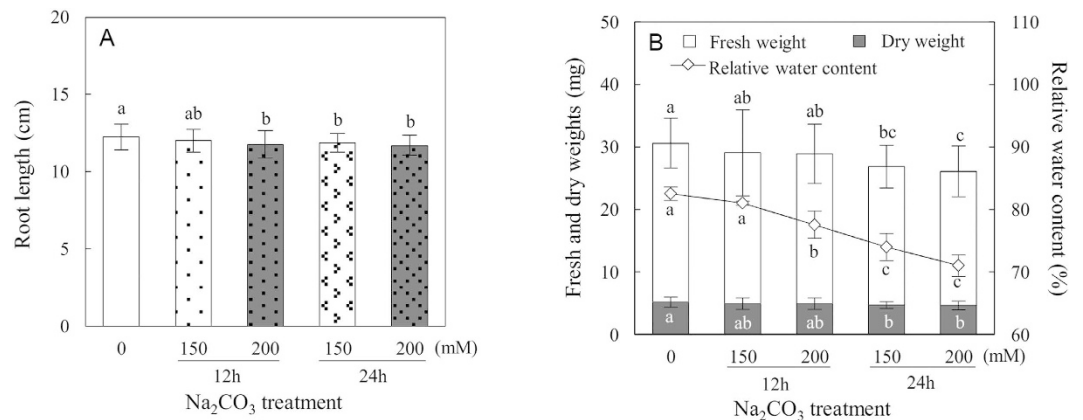 A
Root length (cm)
20
15
10
5
0
a ab b b b
0 150 200 150 200 (mM)
12h 24h
Na₂CO₃ treatment
B
Fresh weight Dry weight
Relative water content
Fresh and dry weights (mg)
50
40
30
20
10
0
Relative water content (%)
110
100
90
80
70
60
a ab ab bc c
a a b c c
a ab ab b b
0 150 200 150 200 (mM)
12h 24h
Na₂CO₃ treatment